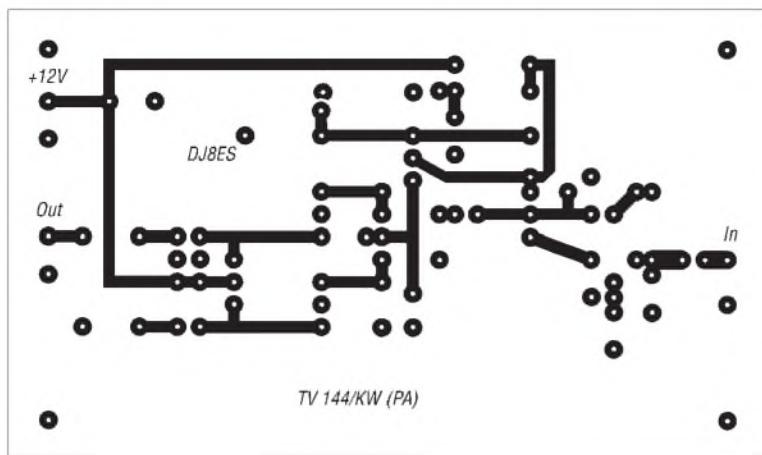 +12V
DJ8ES
Out
In
TV 144/KW (PA)